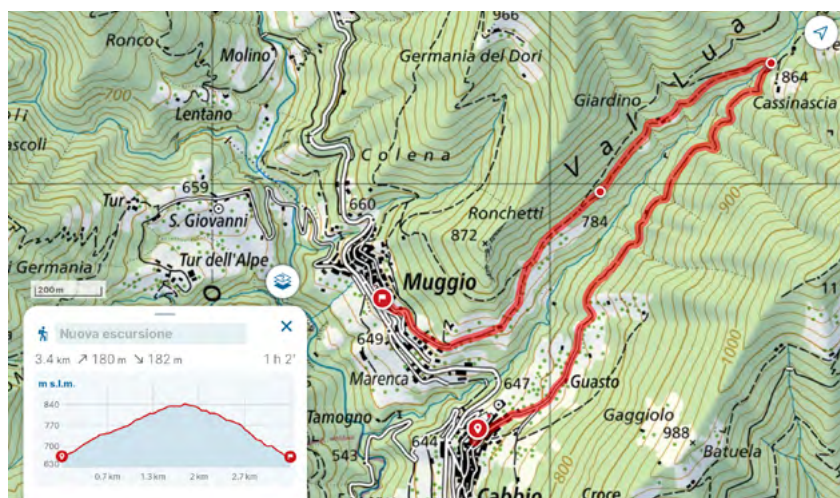 966
Ronco
Molino
Germania del Dori
864
700
Giardino
Cassinascia
Lentano
Val Lua
Colena
900
659
660
Tur
S. Giovanni
Ronchetti
784
872
Germania
Tur dell'Alpe
200 m
Muggio
1000
Nuova escursione
649
3.4 km 180 m 182 m 1 h 2'
Marenca
647
Guasto
m s.l.m.
840
Tamogno
Gaggiolo
770
644
988
700
543
Batuela
630
800
0.7 km 1.3 km 2 km 2.7 km
Cabbio
Croce